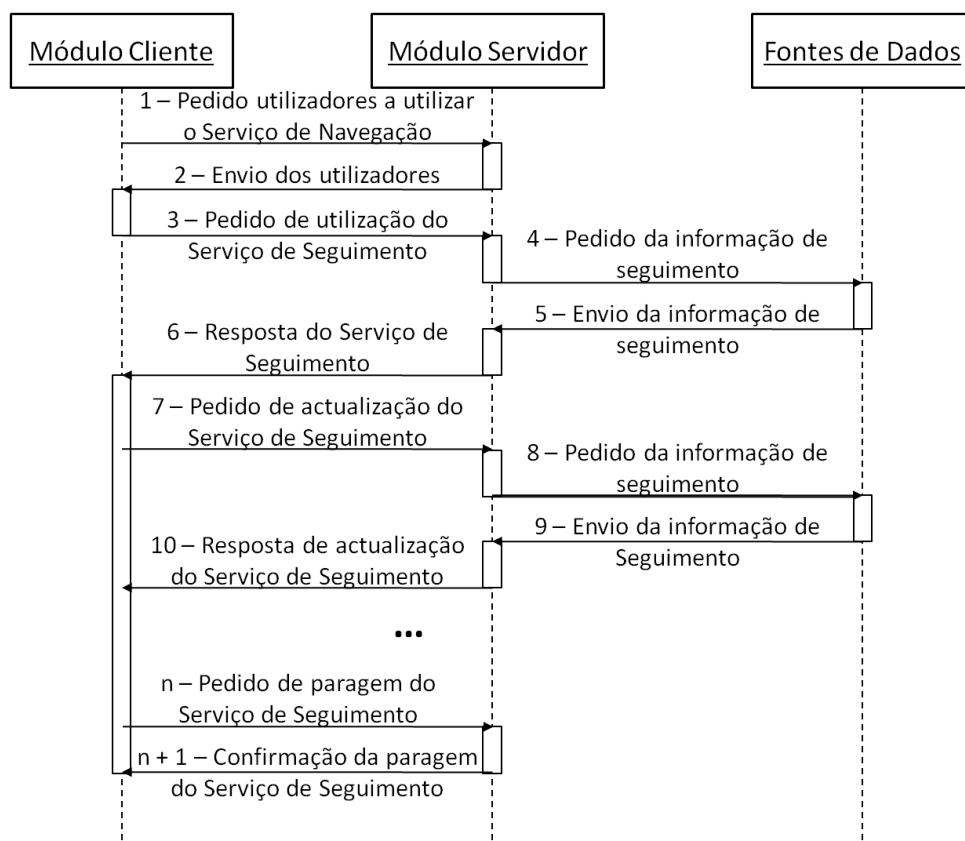 Módulo Cliente
Módulo Servidor
Fontes de Dados
1 – Pedido utilizadores a utilizar
o Serviço de Navegação
2 – Envio dos utilizadores
3 – Pedido de utilização do
Serviço de Seguimento
4 – Pedido da informação de
seguimento
5 – Envio da informação de
seguimento
6 – Resposta do Serviço de
Seguimento
7 – Pedido de actualização do
Serviço de Seguimento
8 – Pedido da informação de
seguimento
9 – Envio da informação de
Seguimento
10 – Resposta de actualização
do Serviço de Seguimento
...
n – Pedido de paragem do
Serviço de Seguimento
n + 1 – Confirmação da paragem
do Serviço de Seguimento